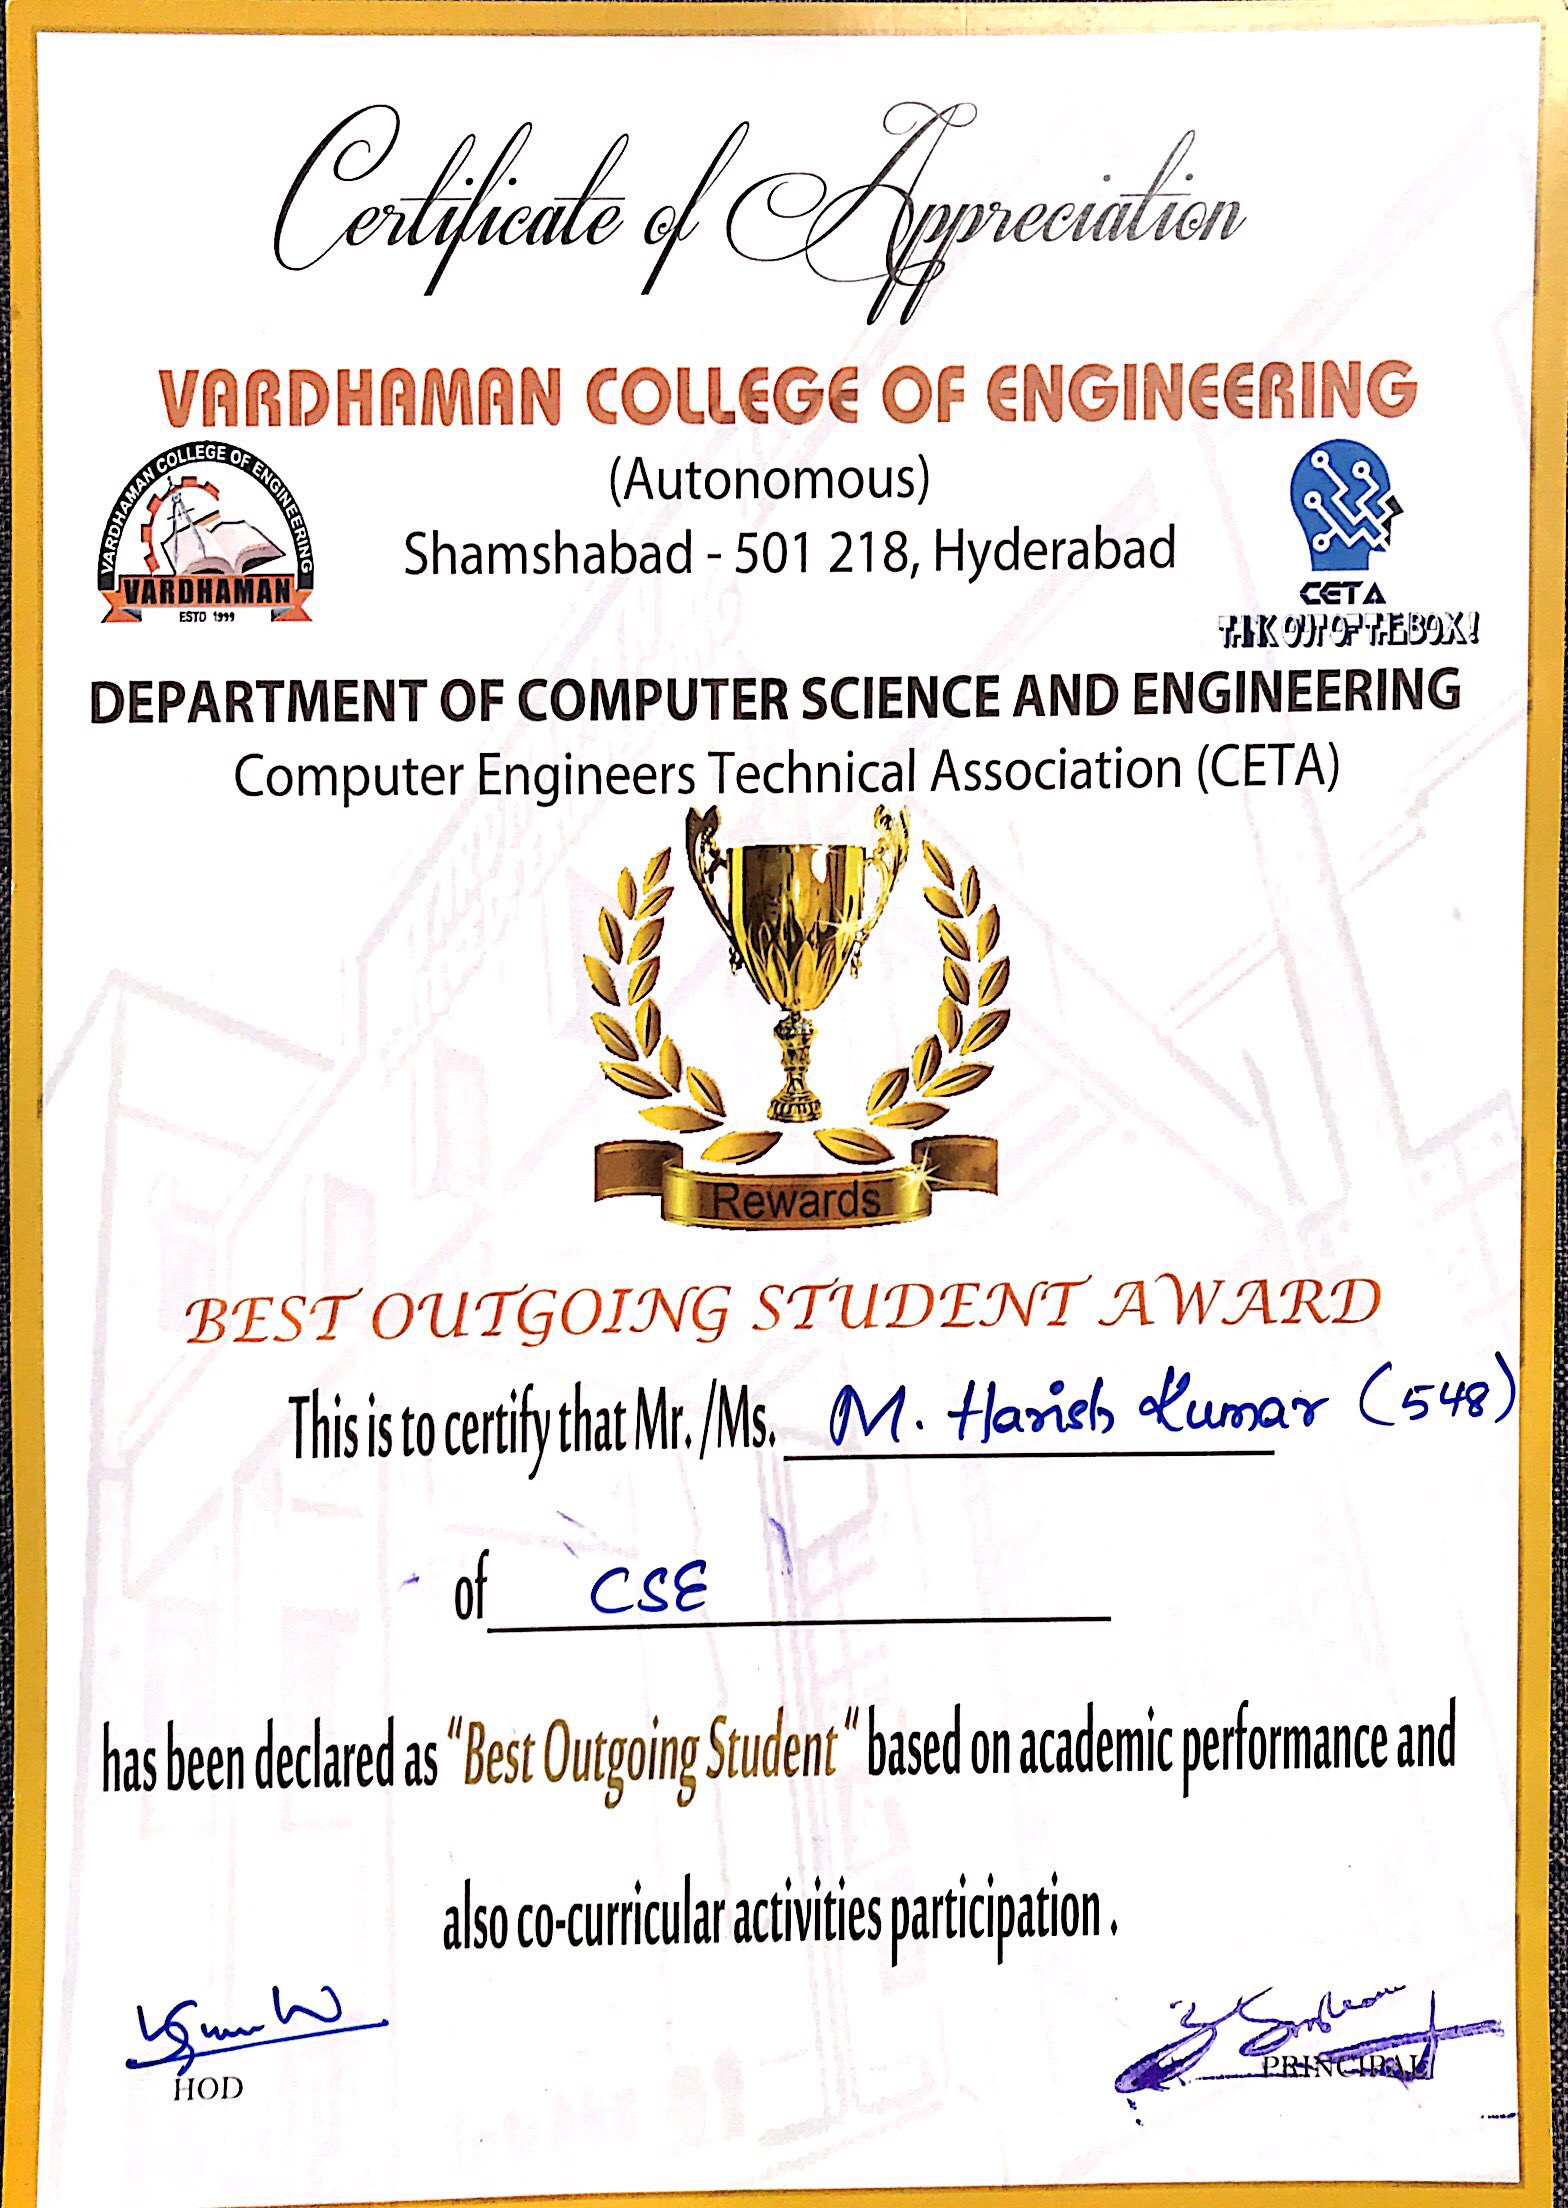 Certificate of Appreciation
VARDHAMAN COLLEGE OF ENGINEERING
(Autonomous)
Shamshabad - 501 218, Hyderabad
VARDHAMAN COLLEGE OF ENGINEERING
VARDHAMAN
ESTD 1999
CETA
THINK OUT OF THE BOX!
DEPARTMENT OF COMPUTER SCIENCE AND ENGINEERING
Computer Engineers Technical Association (CETA)
Rewards
BEST OUTGOING STUDENT AWARD
This is to certify that Mr. /Ms. M. Harish Kumar (548)
of CSE
has been declared as "Best Outgoing Student" based on academic performance and
also co-curricular activities participation .
HOD
PRINCIPAL